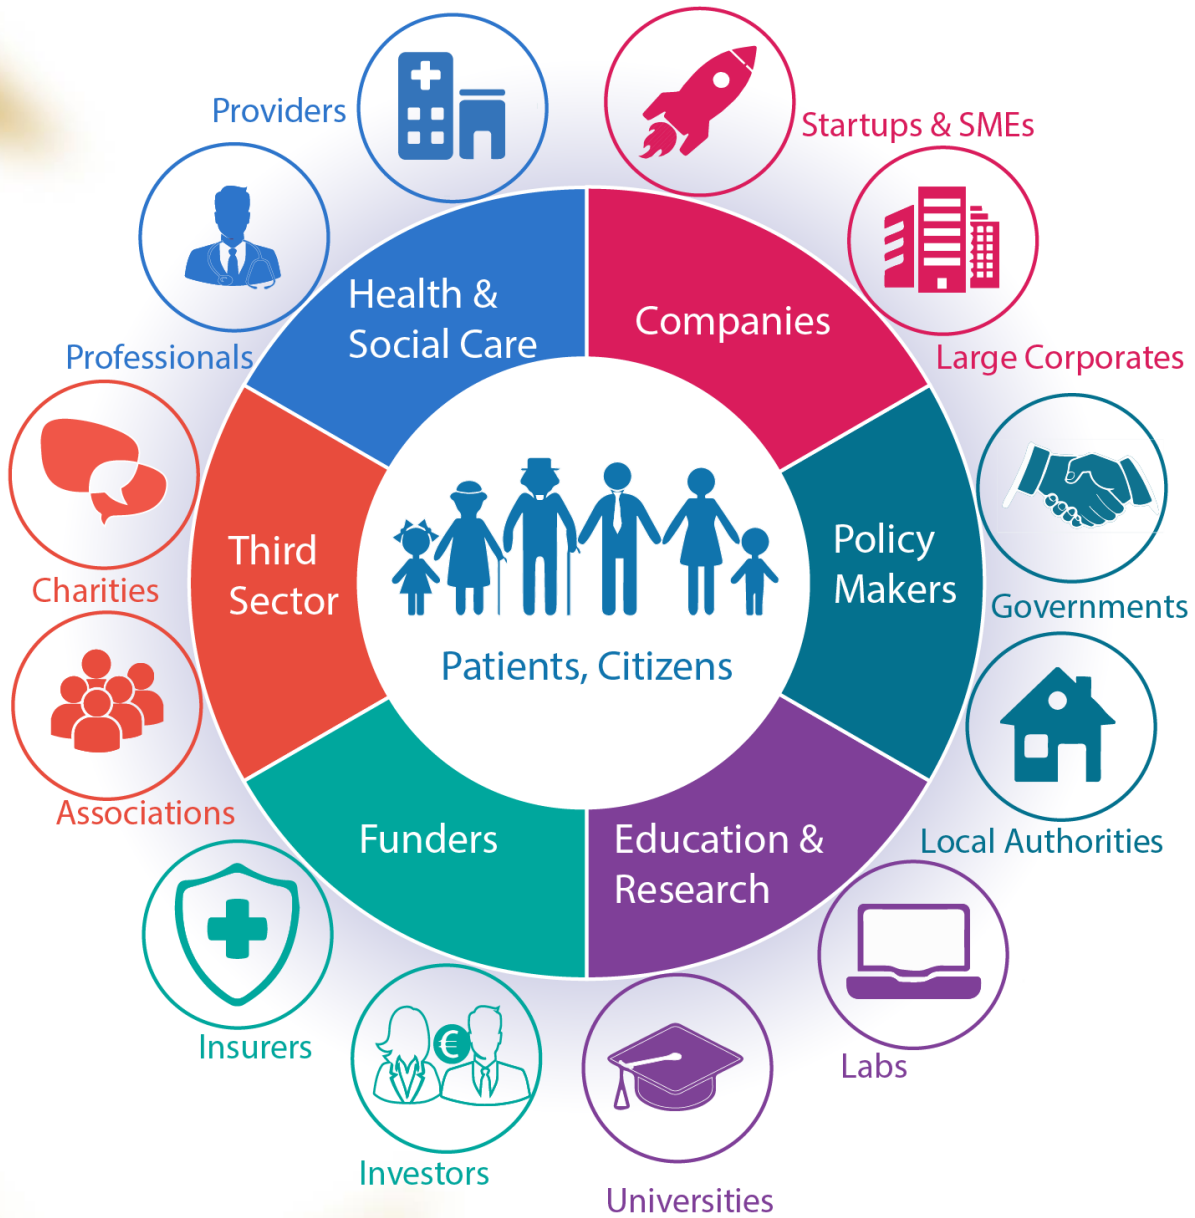 Providers
Startups & SMEs
Professionals
Large Corporates
Health &
Social Care
Companies
Third
Sector
Policy
Makers
Charities
Governments
Patients, Citizens
Associations
Local Authorities
Funders
Education &
Research
Insurers
Labs
€
Investors
Universities